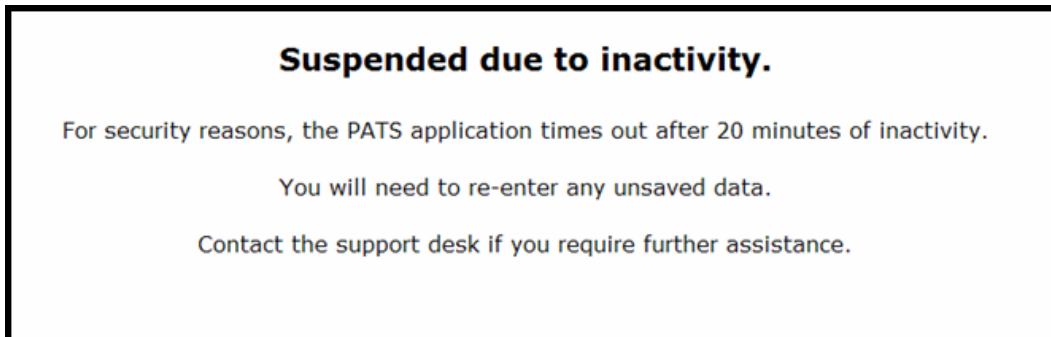 Suspended due to inactivity.
For security reasons, the PATS application times out after 20 minutes of inactivity.
You will need to re-enter any unsaved data.
Contact the support desk if you require further assistance.